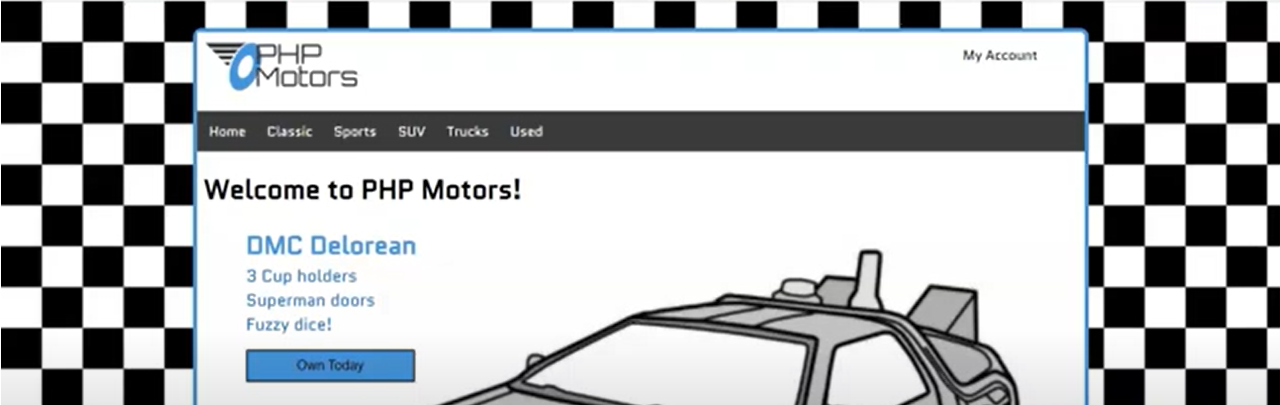 PHP
Motors
My Account
Home Classic Sports SUV Trucks Used
Welcome to PHP Motors!
DMC Delorean
3 Cup holders
Superman doors
Fuzzy dice!
Own Today